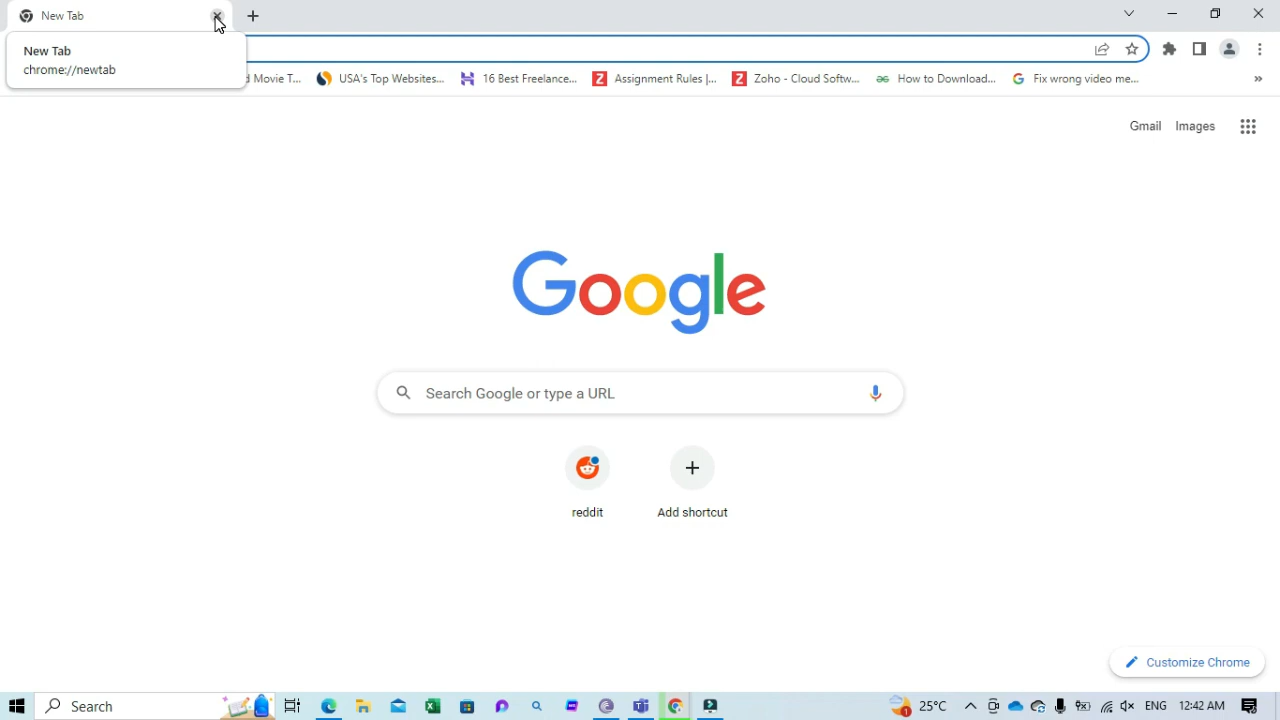 New Tab
New Tab
chrome://newtab
d Movie T...
USA's Top Websites...
16 Best Freelance...
Z
Assignment Rules |...
Z
Zoho - Cloud Softw...
How to Download...
G
Fix wrong video me...
»
Gmail
Images
Google
Search Google or type a URL
reddit
Add shortcut
Customize Chrome
Search
1
25°C
ENG
12:42 AM